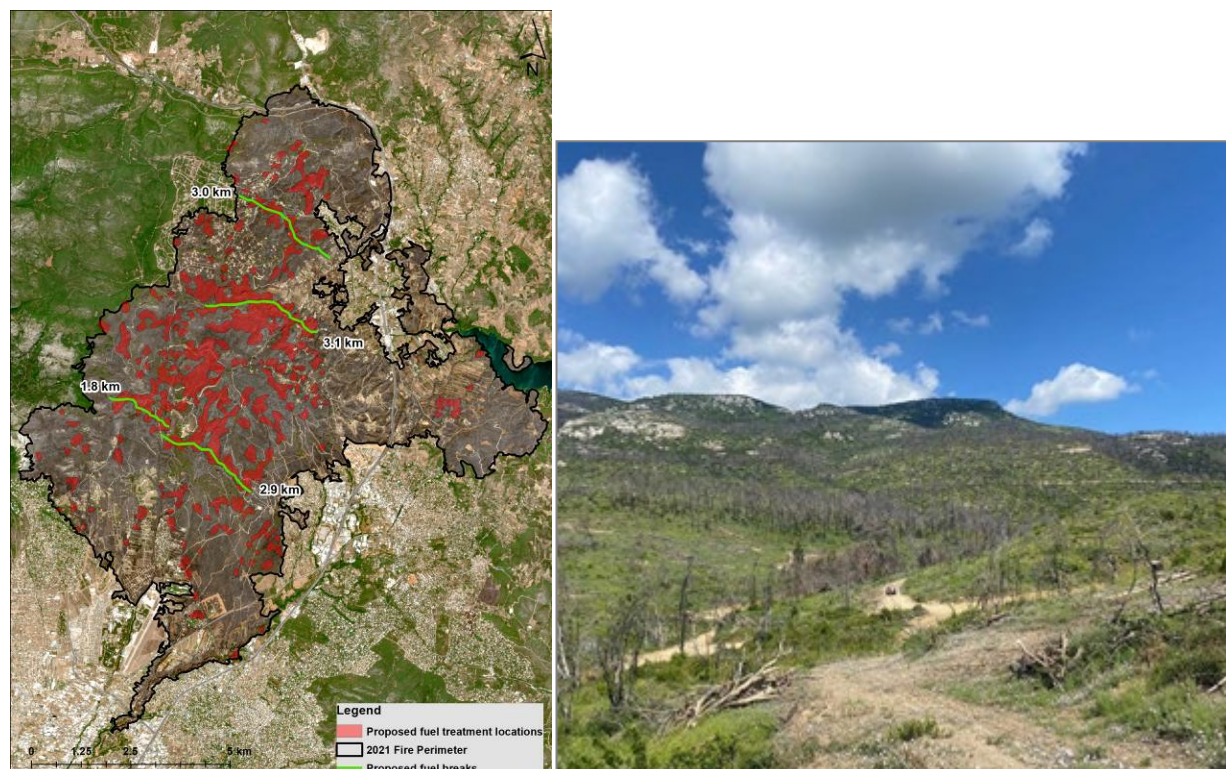 N
3.0 km
3.1 km
1.8 km
2.9 km
Legend
Proposed fuel treatment locations
2021 Fire Perimeter
Proposed fuel breaks
0 1.25 2.5 5 km